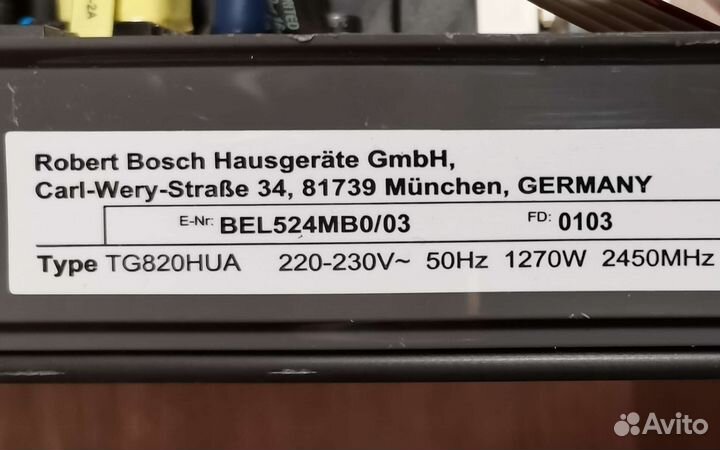 -2A
Robert Bosch Hausgeräte GmbH,
Carl-Wery-Straße 34, 81739 München, GERMANY
E-Nr: BEL524MB0/03 FD: 0103
Type TG820HUA 220-230V~ 50Hz 1270W 2450MHz
Avito